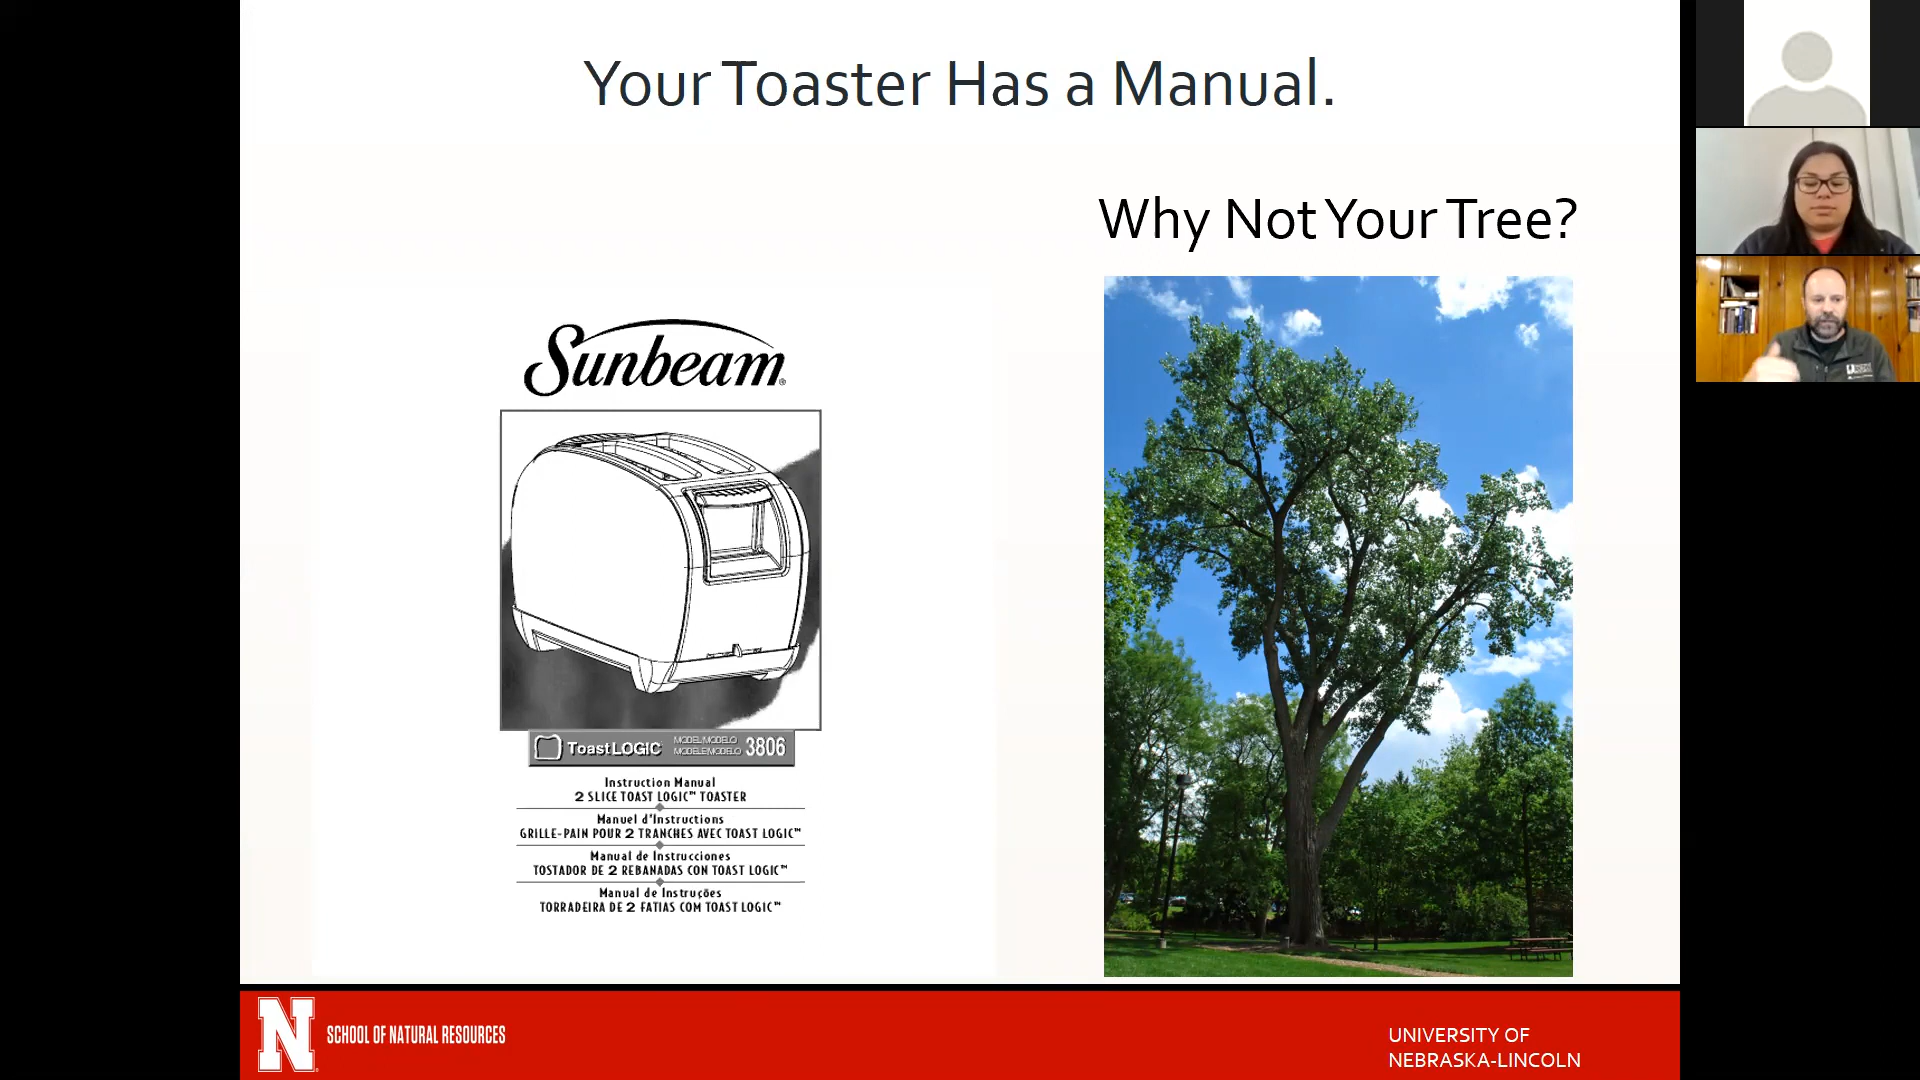 Your Toaster Has a Manual.
Why Not Your Tree?
Sunbeam®
ToastLOGIC
MODEL/MODELO
MODELE/MODELO
3806
Instruction Manual
2 SLICE TOAST LOGIC™ TOASTER
Manuel d'Instructions
GRILLE-PAIN POUR 2 TRANCHES AVEC TOAST LOGIC™
Manual de Instrucciones
TOSTADOR DE 2 REBANADAS CON TOAST LOGIC™
Manual de Instruções
TORRADEIRA DE 2 FATIAS COM TOAST LOGIC™
N SCHOOL OF NATURAL RESOURCES
UNIVERSITY OF
NEBRASKA-LINCOLN